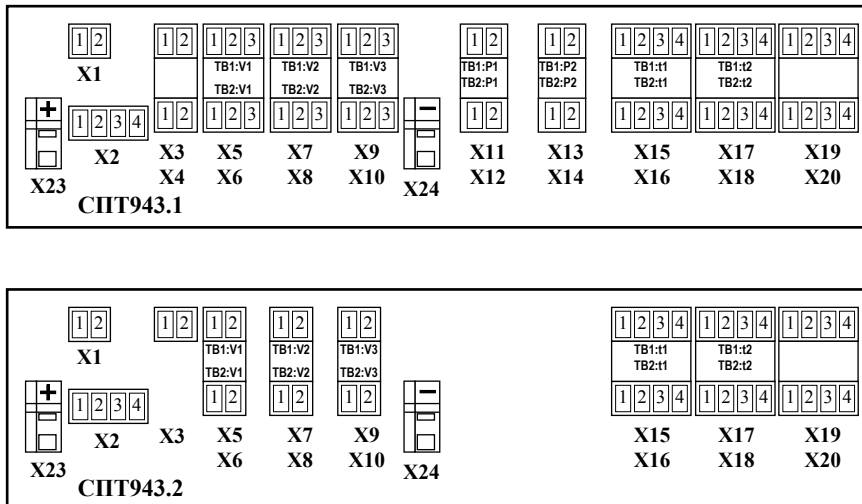 1 2 1 2 1 2 3 1 2 3 1 2 3 1 2 1 2 1 2 3 4 1 2 3 4 1 2 3 4
X1 TB1:V1 TB1:V2 TB1:V3 TB1:P1 TB1:P2 TB1:t1 TB1:t2
TB2:V1 TB2:V2 TB2:V3 TB2:P1 TB2:P2 TB2:t1 TB2:t2
+ 1 2 3 4 1 2 1 2 3 1 2 3 1 2 3 − 1 2 1 2 1 2 3 4 1 2 3 4 1 2 3 4
X2 X3 X5 X7 X9 X11 X13 X15 X17 X19
X23 X4 X6 X8 X10 X24 X12 X14 X16 X18 X20
СПТ943.1
1 2 1 2 1 2 1 2 1 2 1 2 3 4 1 2 3 4 1 2 3 4
X1 TB1:V1 TB1:V2 TB1:V3 TB1:t1 TB1:t2
TB2:V1 TB2:V2 TB2:V3 TB2:t1 TB2:t2
+ 1 2 3 4 1 2 1 2 1 2 − 1 2 3 4 1 2 3 4 1 2 3 4
X2 X3 X5 X7 X9 X15 X17 X19
X23 X6 X8 X10 X24 X16 X18 X20
СПТ943.2